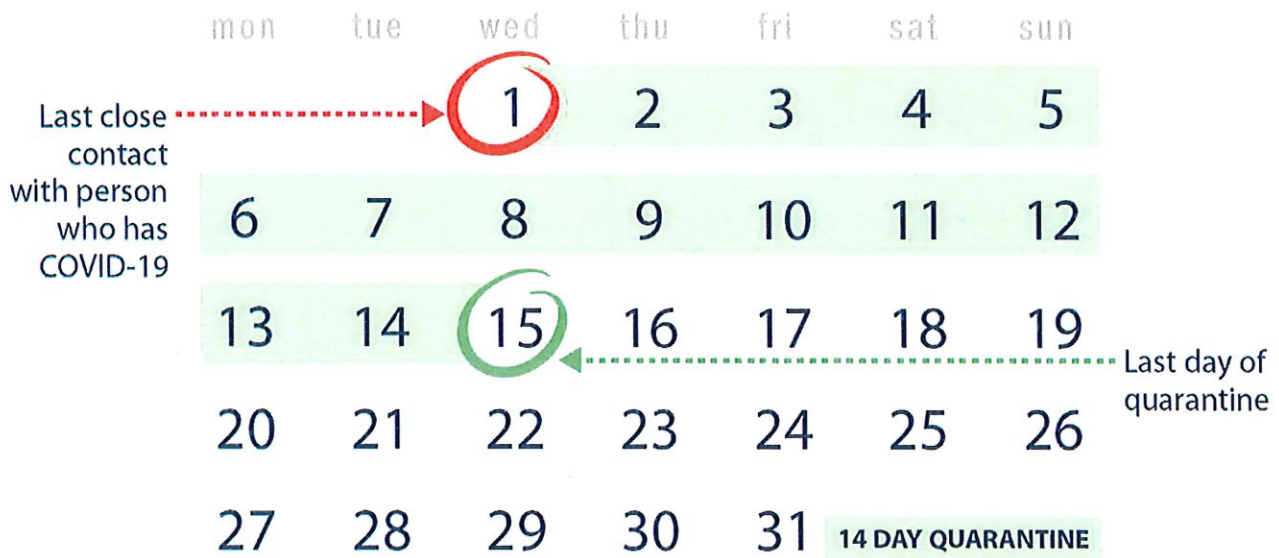 mon tue wed thu fri sat sun
Last close
contact
with person
who has
COVID-19
1 2 3 4 5
6 7 8 9 10 11 12
13 14 15 16 17 18 19
Last day of
quarantine
20 21 22 23 24 25 26
27 28 29 30 31
14 DAY QUARANTINE